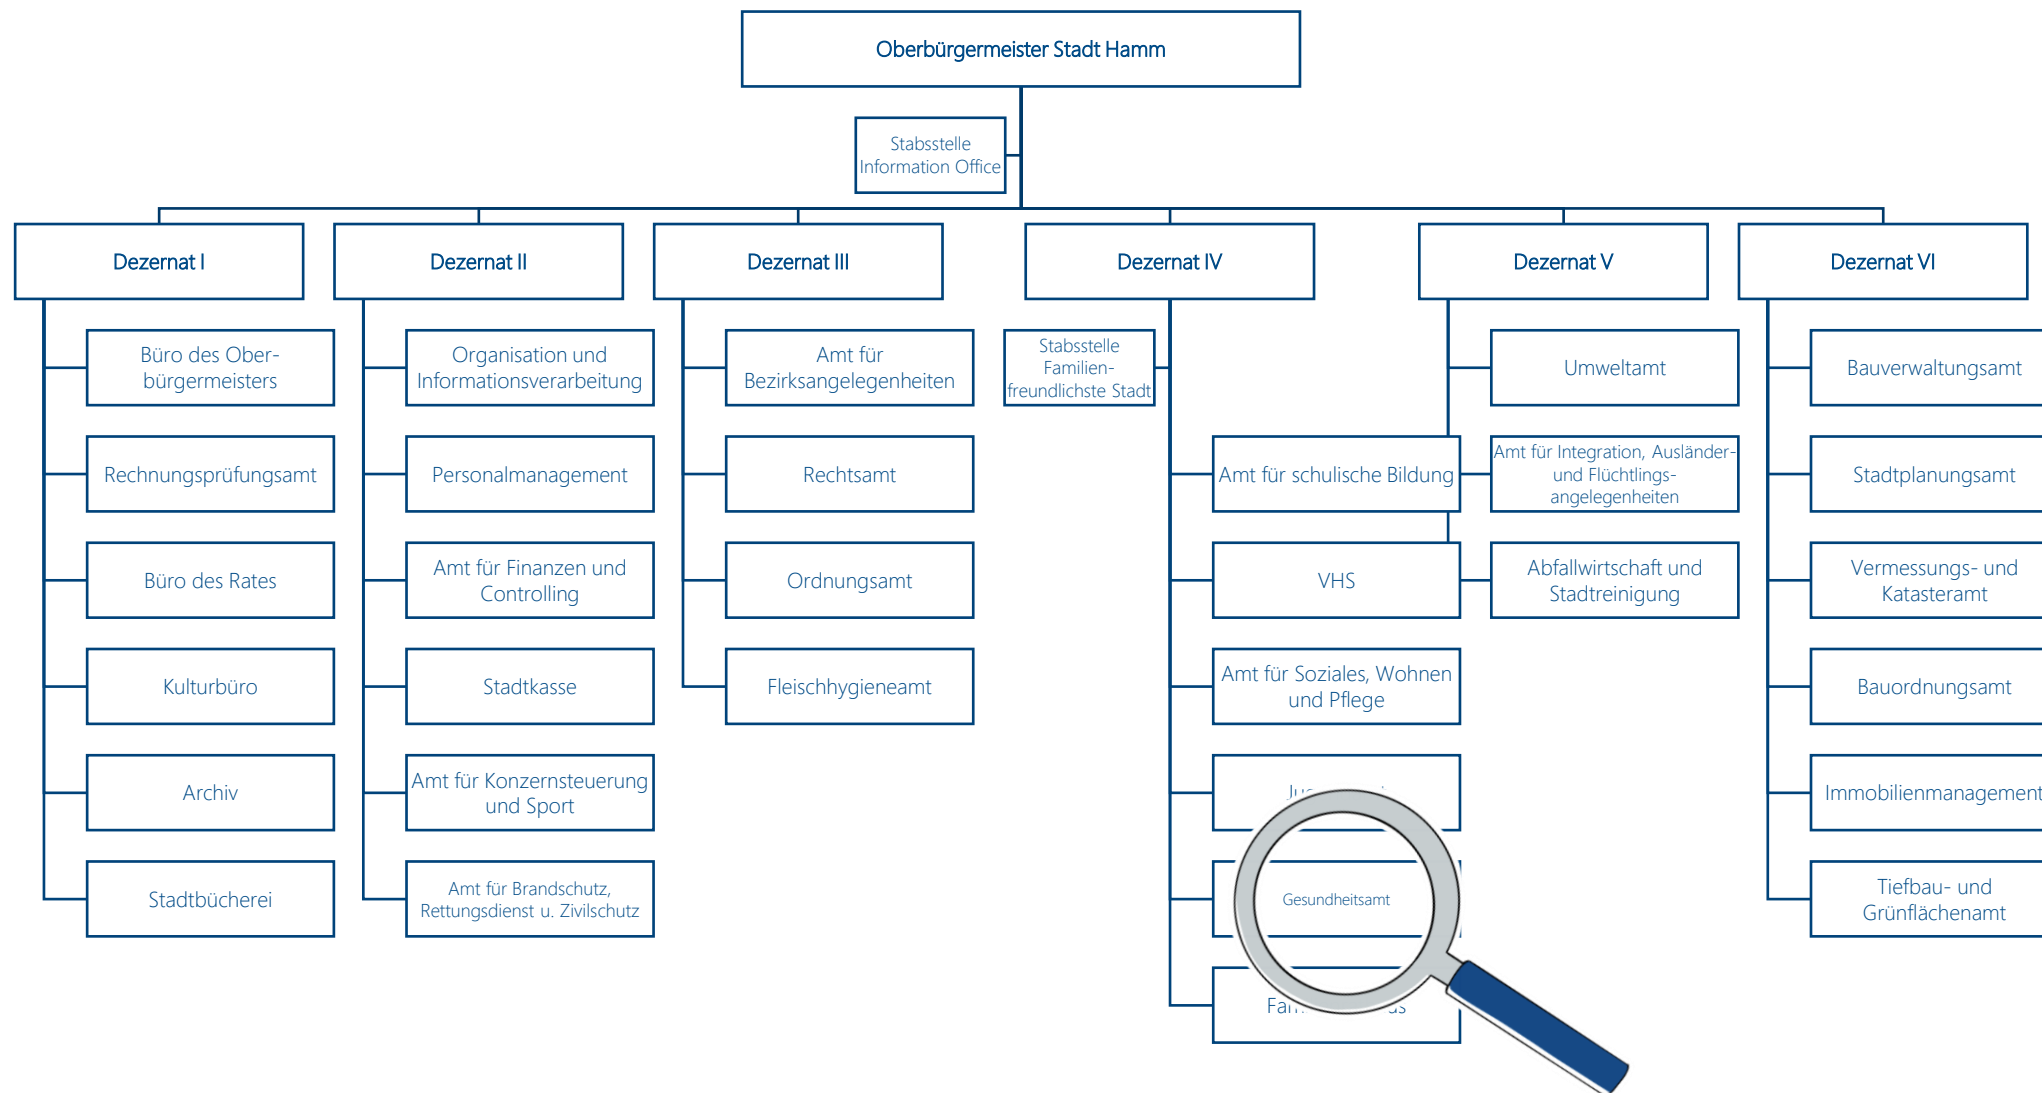 Oberbürgermeister Stadt Hamm
Stabsstelle
Information Office
Dezernat I
Büro des Ober-
bürgermeisters
Rechnungsprüfungsamt
Büro des Rates
Kulturbüro
Archiv
Stadtbücherei
Dezernat II
Organisation und
Informationsverarbeitung
Personalmanagement
Amt für Finanzen und
Controlling
Stadtkasse
Amt für Konzernsteuerung
und Sport
Amt für Brandschutz,
Rettungsdienst u. Zivilschutz
Dezernat III
Amt für
Bezirksangelegenheiten
Rechtsamt
Ordnungsamt
Fleischhygieneamt
Dezernat IV
Stabsstelle
Familien-
freundlichste Stadt
Amt für schulische Bildung
VHS
Amt für Soziales, Wohnen
und Pflege
Gesundheitsamt
Dezernat V
Umweltamt
Amt für Integration, Ausländer-
und Flüchtlings-
angelegenheiten
Abfallwirtschaft und
Stadtreinigung
Dezernat VI
Bauverwaltungsamt
Stadtplanungsamt
Vermessungs- und
Katasteramt
Bauordnungsamt
Immobilienmanagement
Tiefbau- und
Grünflächenamt